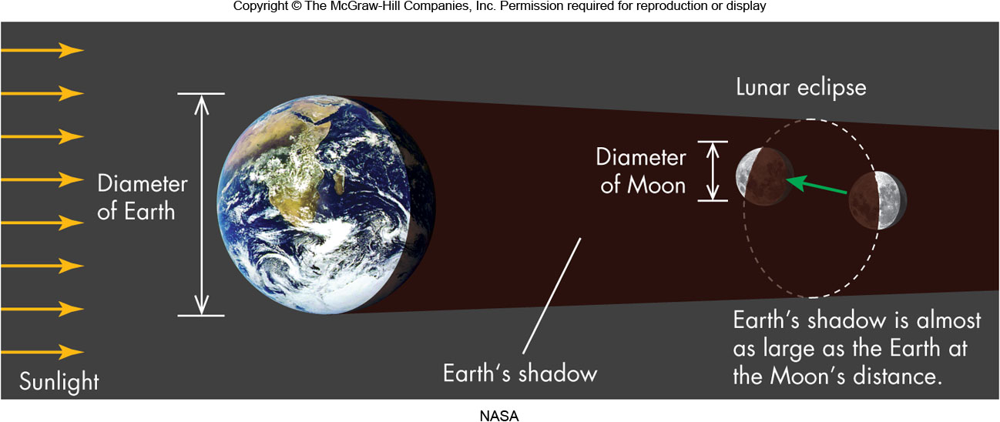 Copyright © The McGraw-Hill Companies, Inc. Permission required for reproduction or display
Lunar eclipse
Diameter
of Moon
Diameter
of Earth
Earth's shadow is almost
as large as the Earth at
the Moon's distance.
Earth‘s shadow
Sunlight
NASA